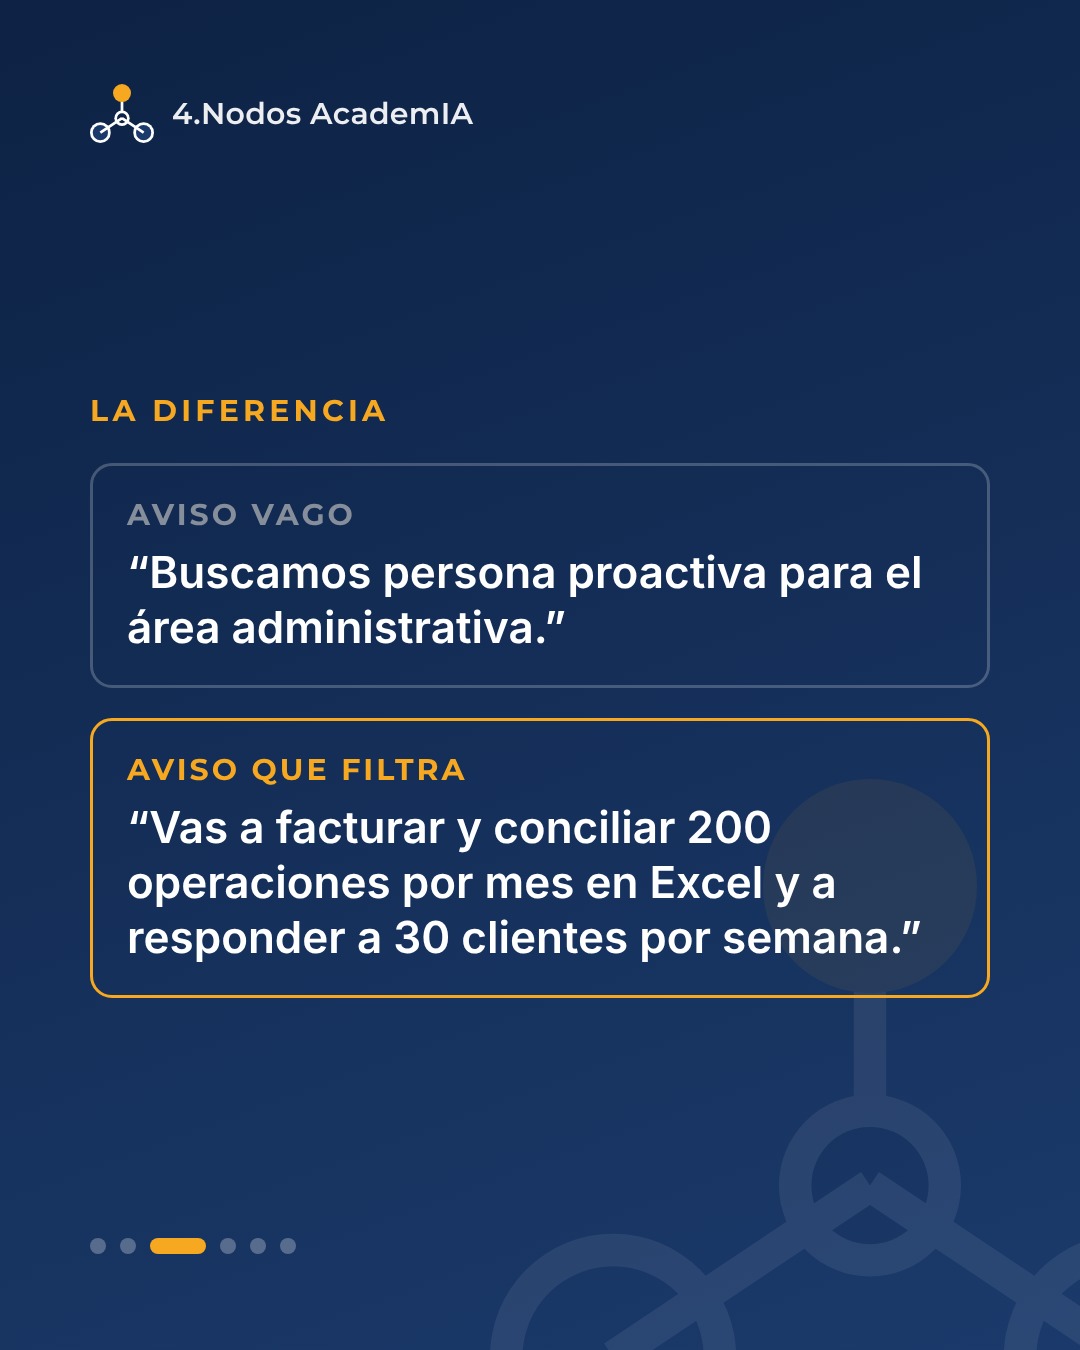 4.Nodos AcademIA
LA DIFERENCIA
AVISO VAGO
“Buscamos persona proactiva para el
área administrativa.”
AVISO QUE FILTRA
“Vas a facturar y conciliar 200
operaciones por mes en Excel y a
responder a 30 clientes por semana.”